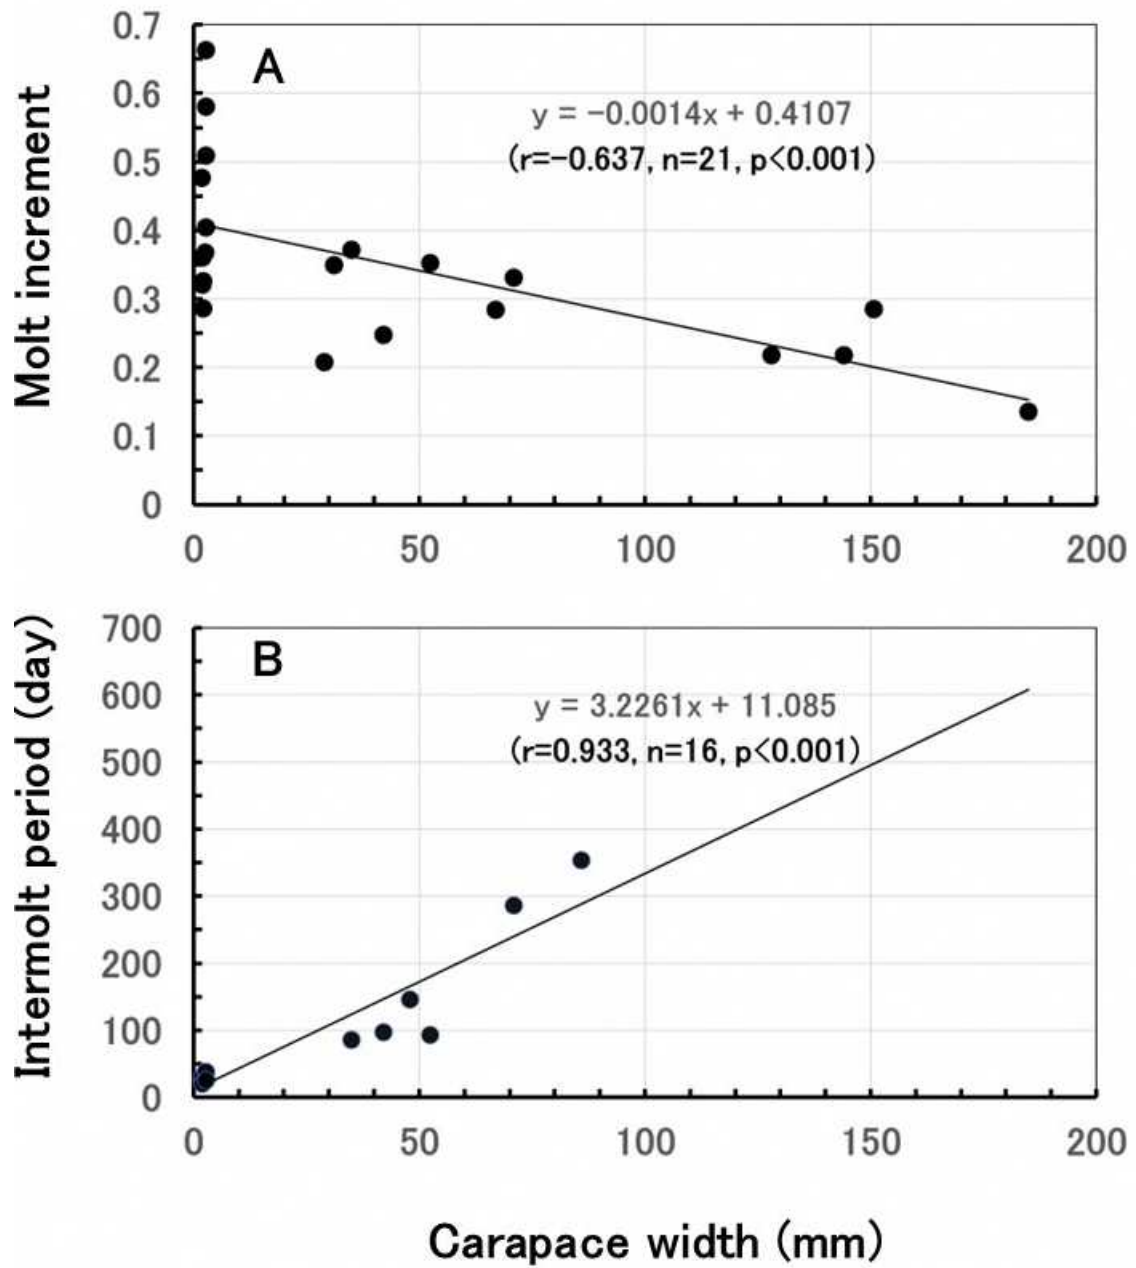 0.7
A
0.6
y = −0.0014x + 0.4107
(r=−0.637, n=21, p<0.001)
0.5
0.4
0.3
0.2
0.1
0
Molt increment
0 50 100 150 200
700
B
600
y = 3.2261x + 11.085
(r=0.933, n=16, p<0.001)
500
400
300
200
100
0
Intermolt period (day)
0 50 100 150 200
Carapace width (mm)